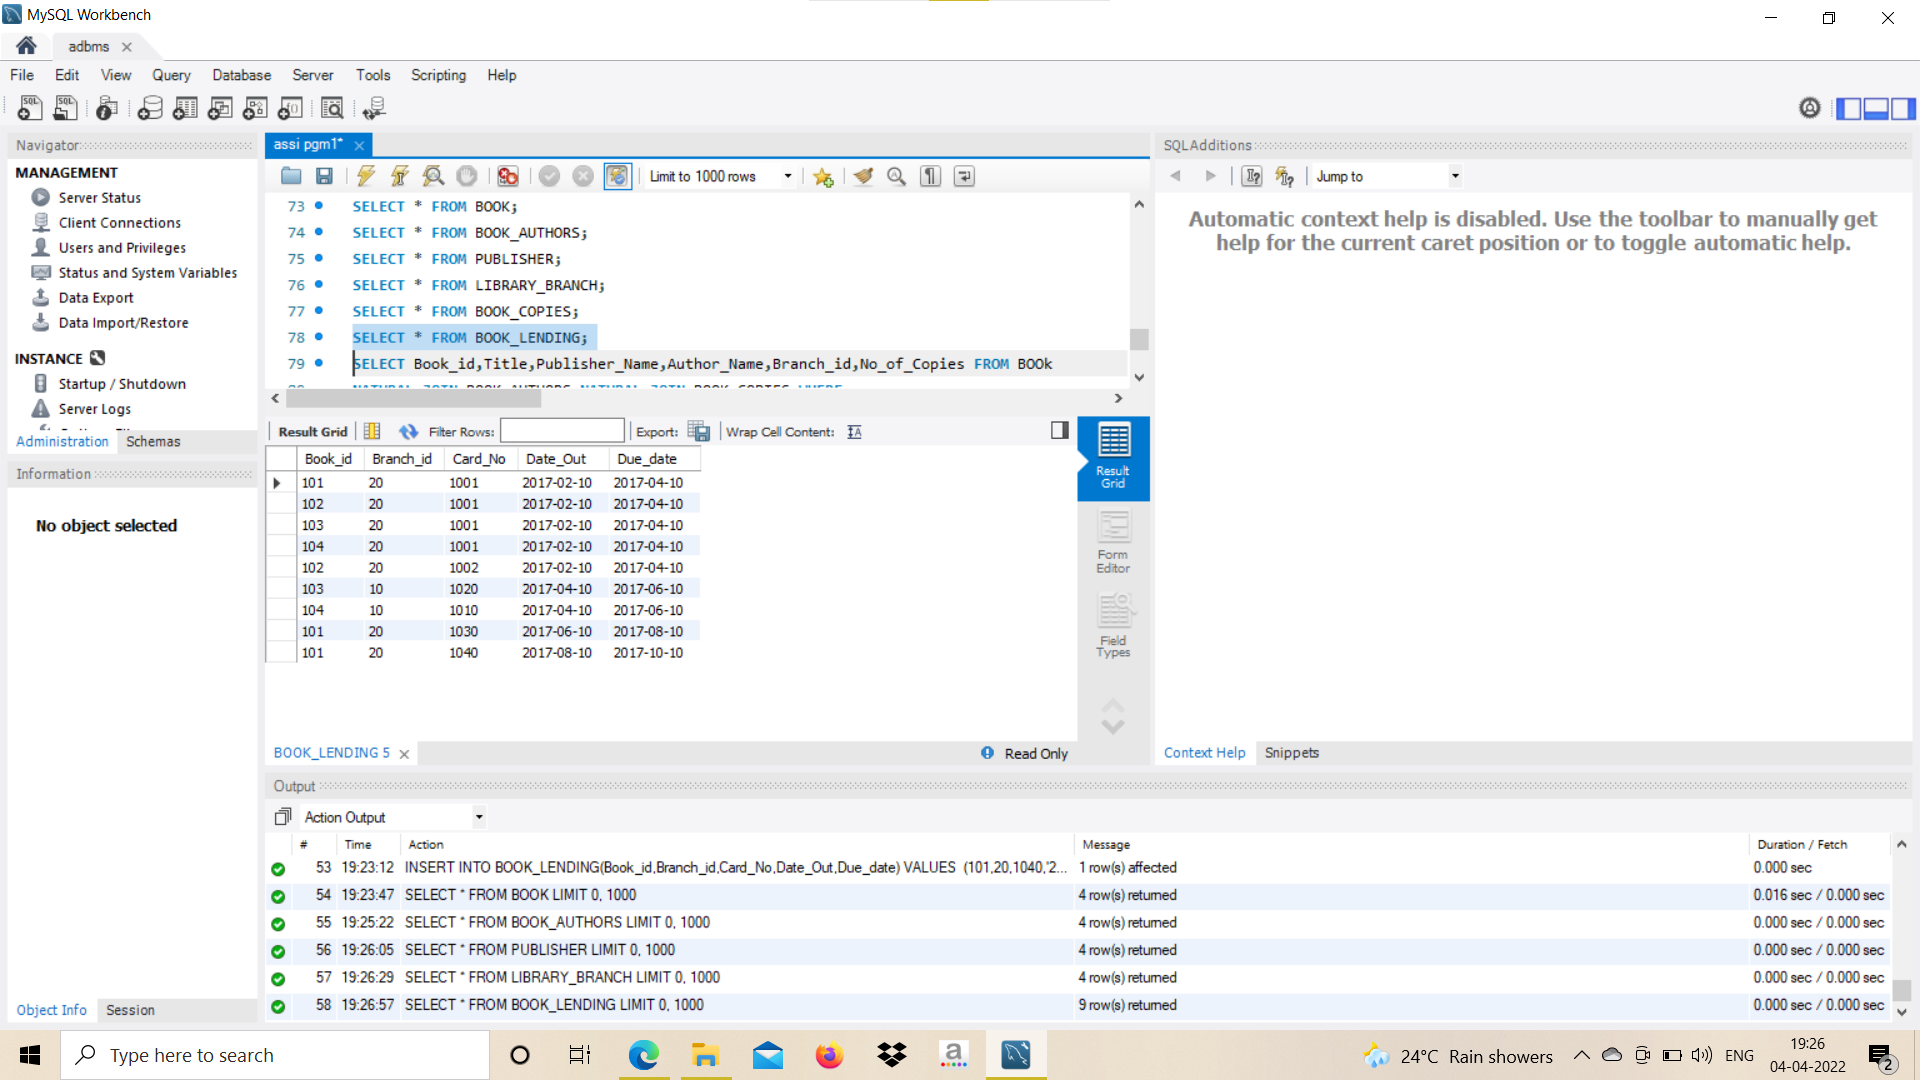 MySQL Workbench
adbms
File Edit View Query Database Server Tools Scripting Help
Navigator
MANAGEMENT
Server Status
Client Connections
Users and Privileges
Status and System Variables
Data Export
Data Import/Restore
INSTANCE
Startup / Shutdown
Server Logs
Administration Schemas
Information
No object selected
Object Info Session
assi pgm1*
Limit to 1000 rows
73 SELECT * FROM BOOK;
74 SELECT * FROM BOOK_AUTHORS;
75 SELECT * FROM PUBLISHER;
76 SELECT * FROM LIBRARY_BRANCH;
77 SELECT * FROM BOOK_COPIES;
78 SELECT * FROM BOOK_LENDING;
79 SELECT Book_id,Title,Publisher_Name,Author_Name,Branch_id,No_of_Copies FROM BOOk
NATURAL JOIN BOOK_AUTHORS NATURAL JOIN BOOK_COPIES WHERE
Result Grid Filter Rows: Export: Wrap Cell Content:
Book_id Branch_id Card_No Date_Out Due_date
101 20 1001 2017-02-10 2017-04-10
102 20 1001 2017-02-10 2017-04-10
103 20 1001 2017-02-10 2017-04-10
104 20 1001 2017-02-10 2017-04-10
102 20 1002 2017-02-10 2017-04-10
103 10 1020 2017-04-10 2017-06-10
104 10 1010 2017-04-10 2017-06-10
101 20 1030 2017-06-10 2017-08-10
101 20 1040 2017-08-10 2017-10-10
Result
Grid
Form
Editor
Field
Types
BOOK_LENDING 5
Read Only
SQLAdditions
Jump to
Automatic context help is disabled. Use the toolbar to manually get
help for the current caret position or to toggle automatic help.
Context Help Snippets
Output
Action Output
# Time Action Message Duration / Fetch
53 19:23:12 INSERT INTO BOOK_LENDING(Book_id,Branch_id,Card_No,Date_Out,Due_date) VALUES (101,20,1040,'2... 1 row(s) affected 0.000 sec
54 19:23:47 SELECT * FROM BOOK LIMIT 0, 1000 4 row(s) returned 0.016 sec / 0.000 sec
55 19:25:22 SELECT * FROM BOOK_AUTHORS LIMIT 0, 1000 4 row(s) returned 0.000 sec / 0.000 sec
56 19:26:05 SELECT * FROM PUBLISHER LIMIT 0, 1000 4 row(s) returned 0.000 sec / 0.000 sec
57 19:26:29 SELECT * FROM LIBRARY_BRANCH LIMIT 0, 1000 4 row(s) returned 0.000 sec / 0.000 sec
58 19:26:57 SELECT * FROM BOOK_LENDING LIMIT 0, 1000 9 row(s) returned 0.000 sec / 0.000 sec
Type here to search
24°C Rain showers
ENG
19:26
04-04-2022
2